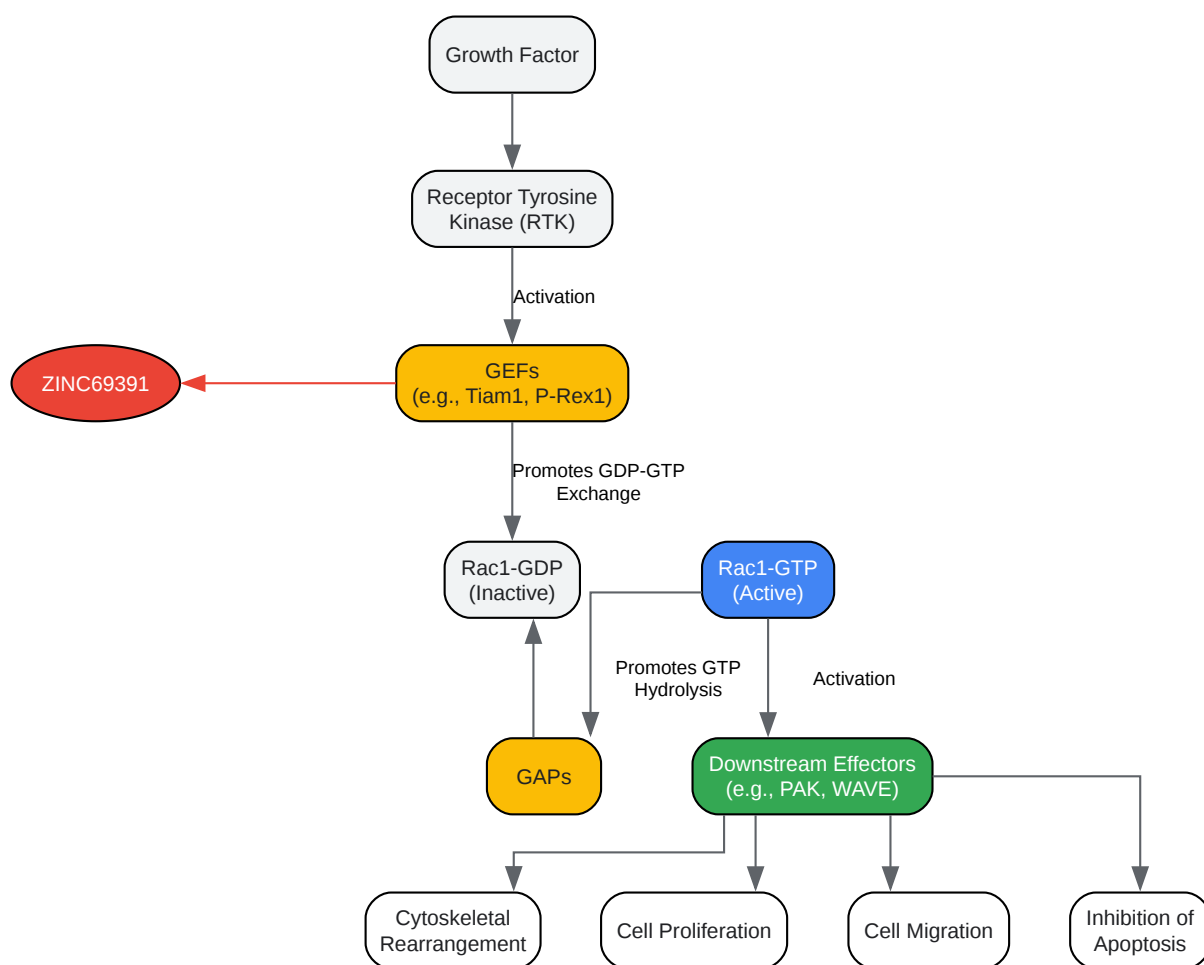 Growth Factor
Receptor Tyrosine
Kinase (RTK)
Activation
ZINC69391
GEFs
(e.g., Tiam1, P-Rex1)
Promotes GDP-GTP
Exchange
Rac1-GDP
(Inactive)
Rac1-GTP
(Active)
Promotes GTP
Hydrolysis
Activation
GAPs
Downstream Effectors
(e.g., PAK, WAVE)
Cytoskeletal
Rearrangement
Cell Proliferation
Cell Migration
Inhibition of
Apoptosis